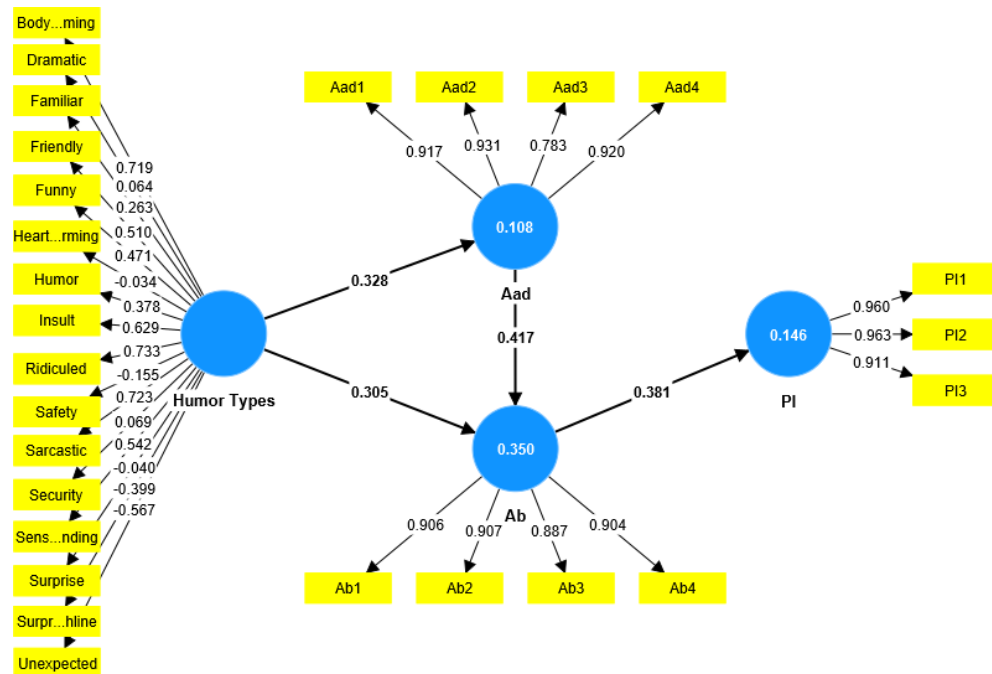 Body...ming
Dramatic
Familiar
Friendly
Funny
Heart...rming
Humor
Insult
Ridiculed
Safety
Sarcastic
Security
Sens...nding
Surprise
Surpr...hline
Unexpected
0.719
0.064
0.263
0.510
0.471
-0.034
0.378
0.629
0.733
-0.155
0.723
0.069
0.542
-0.040
-0.399
-0.567
Humor Types
0.328
0.305
Aad1
Aad2
Aad3
Aad4
0.917
0.931
0.783
0.920
0.108
Aad
0.417
0.350
Ab
0.906
0.907
0.887
0.904
Ab1
Ab2
Ab3
Ab4
0.381
0.146
PI
0.960
0.963
0.911
PI1
PI2
PI3